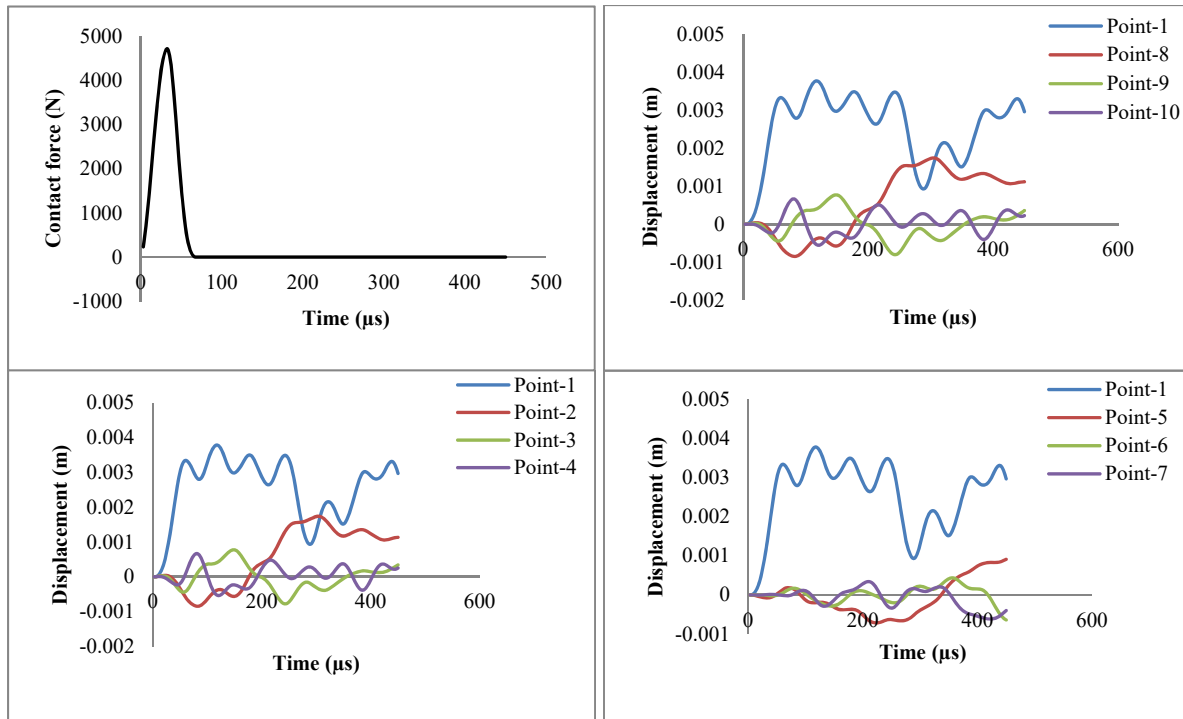 5000
4000
3000
2000
1000
0
-1000
0 100 200 300 400 500
Contact force (N)
Time (µs)
0.005
0.004
0.003
0.002
0.001
0
-0.001
-0.002
0 200 400 600
Displacement (m)
Time (µs)
Point-1
Point-8
Point-9
Point-10
0.005
0.004
0.003
0.002
0.001
0
-0.001
-0.002
0 200 400 600
Displacement (m)
Time (µs)
Point-1
Point-2
Point-3
Point-4
0.005
0.004
0.003
0.002
0.001
0
-0.001
0 200 400 600
Displacement (m)
Time (µs)
Point-1
Point-5
Point-6
Point-7